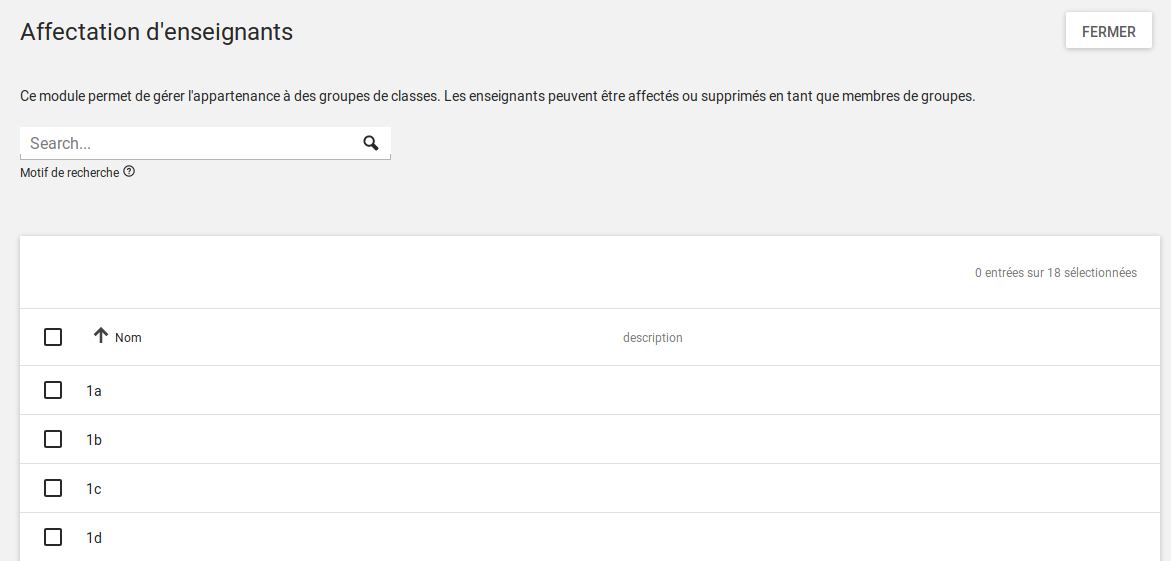 Affectation d'enseignants
FERMER
Ce module permet de gérer l'appartenance à des groupes de classes. Les enseignants peuvent être affectés ou supprimés en tant que membres de groupes.
Search...
Motif de recherche
0 entrées sur 18 sélectionnées
Nom description
1a
1b
1c
1d